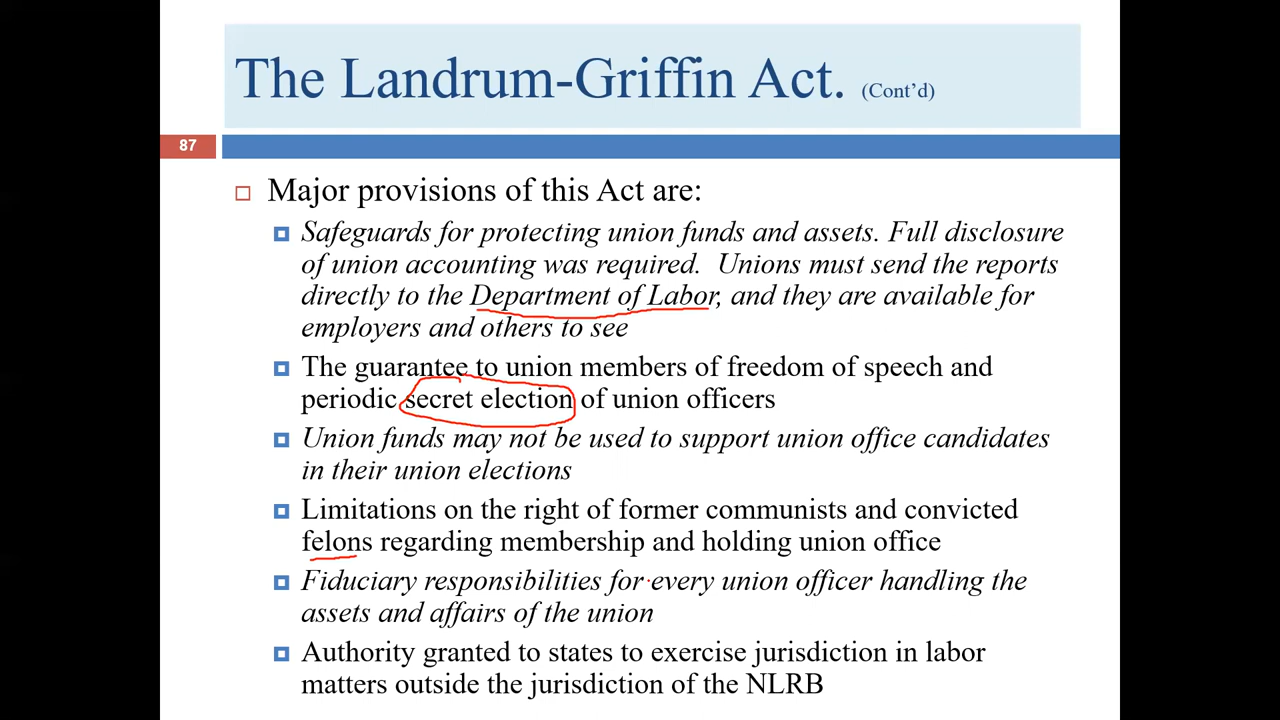 The Landrum-Griffin Act. (Cont'd)
87
Major provisions of this Act are:
Safeguards for protecting union funds and assets. Full disclosure
of union accounting was required. Unions must send the reports
directly to the Department of Labor, and they are available for
employers and others to see
The guarantee to union members of freedom of speech and
periodic secret election of union officers
Union funds may not be used to support union office candidates
in their union elections
Limitations on the right of former communists and convicted
felons regarding membership and holding union office
Fiduciary responsibilities for every union officer handling the
assets and affairs of the union
Authority granted to states to exercise jurisdiction in labor
matters outside the jurisdiction of the NLRB